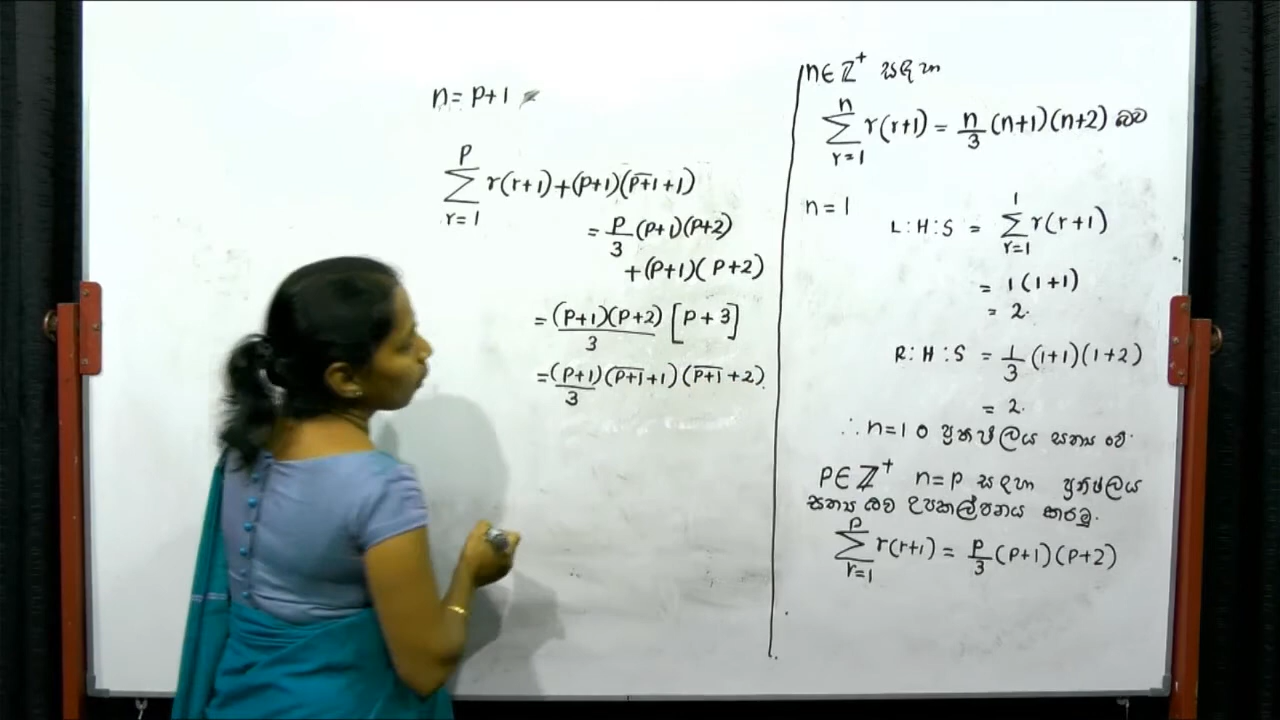 n∈ℤ⁺ සඳහා
∑_{r=1}^{n} r(r+1) = n/3 (n+1)(n+2) බව
n = 1
L:H:S = ∑_{r=1}^{1} r(r+1)
= 1(1+1)
= 2.
R:H:S = 1/3 (1+1)(1+2)
= 2.
∴ n=1 ට ප්‍රතිඵලය සත්‍ය වේ.
P∈ℤ⁺ n=p සඳහා ප්‍රතිඵලය
සත්‍ය බව උපකල්පනය කරමු.
∑_{r=1}^{p} r(r+1) = p/3 (p+1)(p+2)
n = p+1
∑_{r=1}^{p} r(r+1)+(p+1)(p̅+̅1̅+1)
= p/3 (p+1)(p+2)
+(p+1)(p+2)
= (p+1)(p+2)/3 [p+3]
= (p+1)/3 (p̅+̅1̅+1)(p̅+̅1̅+2)